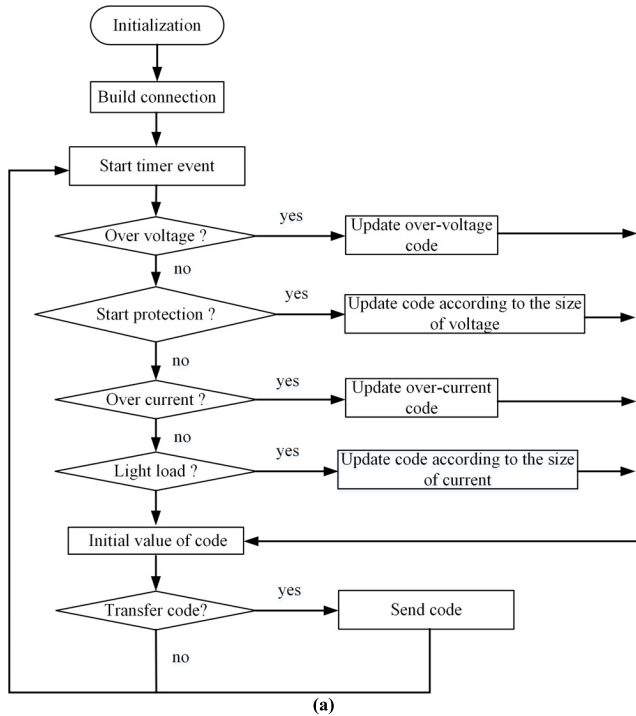 Initialization
Build connection
Start timer event
Over voltage ?
yes
Update over-voltage
code
no
Start protection ?
yes
Update code according to the size
of voltage
no
Over current ?
yes
Update over-current
code
no
Light load ?
yes
Update code according to the size
of current
Initial value of code
Transfer code?
yes
Send code
no
(a)